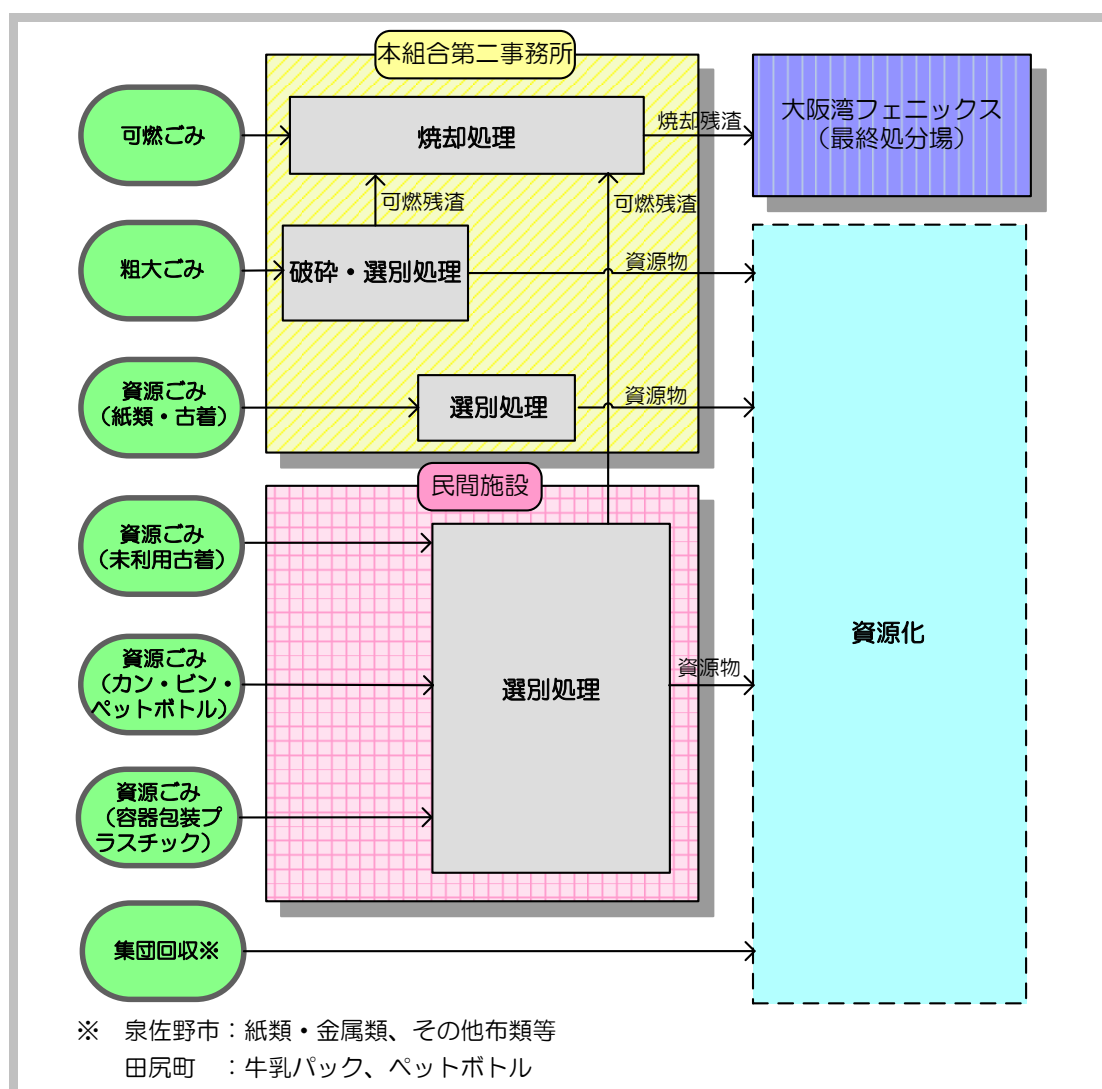 本組合第二事務所
可燃ごみ
焼却処理
焼却残渣
大阪湾フェニックス
（最終処分場）
可燃残渣
可燃残渣
粗大ごみ
破砕・選別処理
資源物
資源ごみ
（紙類・古着）
選別処理
資源物
民間施設
資源ごみ
（未利用古着）
資源ごみ
（カン・ビン・
ペットボトル）
選別処理
資源物
資源化
資源ごみ
（容器包装プ
ラスチック）
集団回収※
※　泉佐野市：紙類・金属類、その他布類等
田尻町　：牛乳パック、ペットボトル